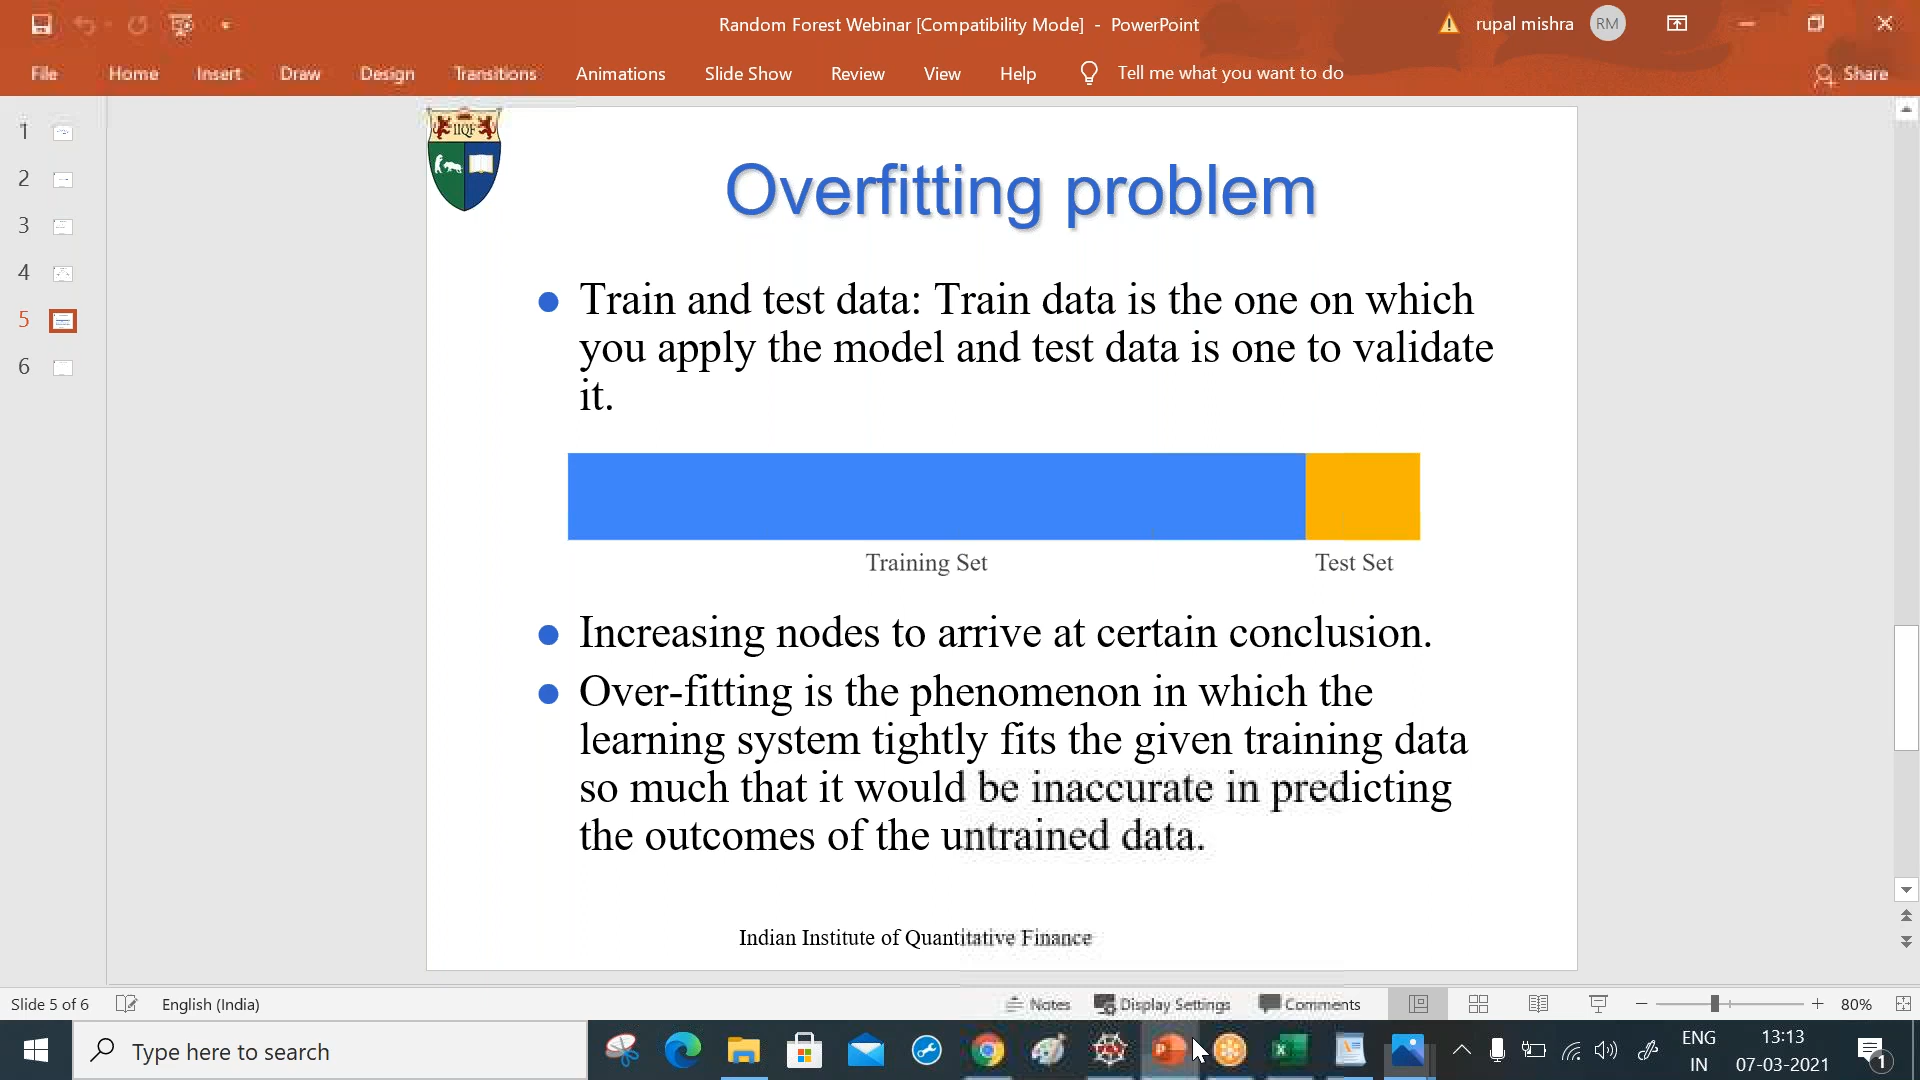 Random Forest Webinar [Compatibility Mode] - PowerPoint
rupal mishra RM
File Home Insert Draw Design Transitions Animations Slide Show Review View Help Tell me what you want to do Share
1
2
3
4
5
6
IIQF
Overfitting problem
Train and test data: Train data is the one on which
you apply the model and test data is one to validate
it.
Training Set Test Set
Increasing nodes to arrive at certain conclusion.
Over-fitting is the phenomenon in which the
learning system tightly fits the given training data
so much that it would be inaccurate in predicting
the outcomes of the untrained data.
Indian Institute of Quantitative Finance
Slide 5 of 6 English (India) Notes Display Settings Comments 80%
Type here to search
ENG
IN
13:13
07-03-2021
1